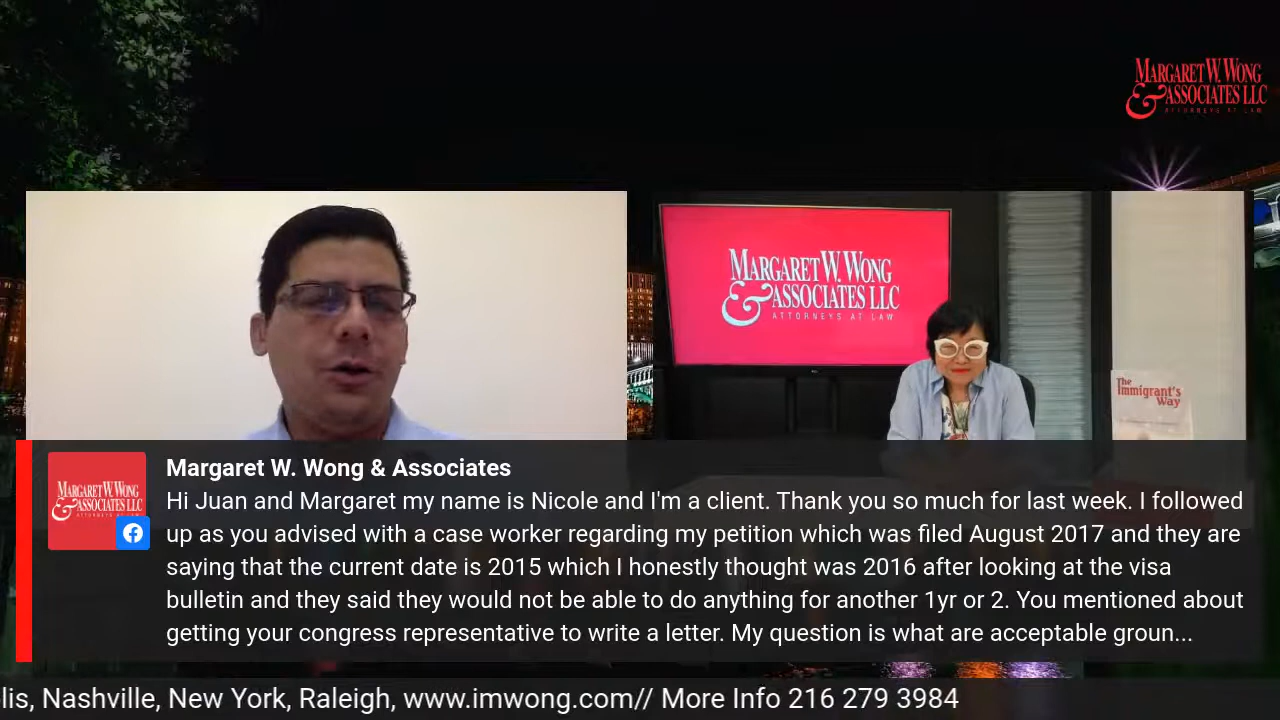 MARGARET W. WONG
& ASSOCIATES LLC
ATTORNEYS AT LAW
MARGARET W. WONG
& ASSOCIATES LLC
ATTORNEYS AT LAW
The
Immigrant's
Way
MARGARET W. WONG
& ASSOCIATES LLC
Margaret W. Wong & Associates
Hi Juan and Margaret my name is Nicole and I'm a client. Thank you so much for last week. I followed
up as you advised with a case worker regarding my petition which was filed August 2017 and they are
saying that the current date is 2015 which I honestly thought was 2016 after looking at the visa
bulletin and they said they would not be able to do anything for another 1yr or 2. You mentioned about
getting your congress representative to write a letter. My question is what are acceptable groun...
lis, Nashville, New York, Raleigh, www.imwong.com// More Info 216 279 3984